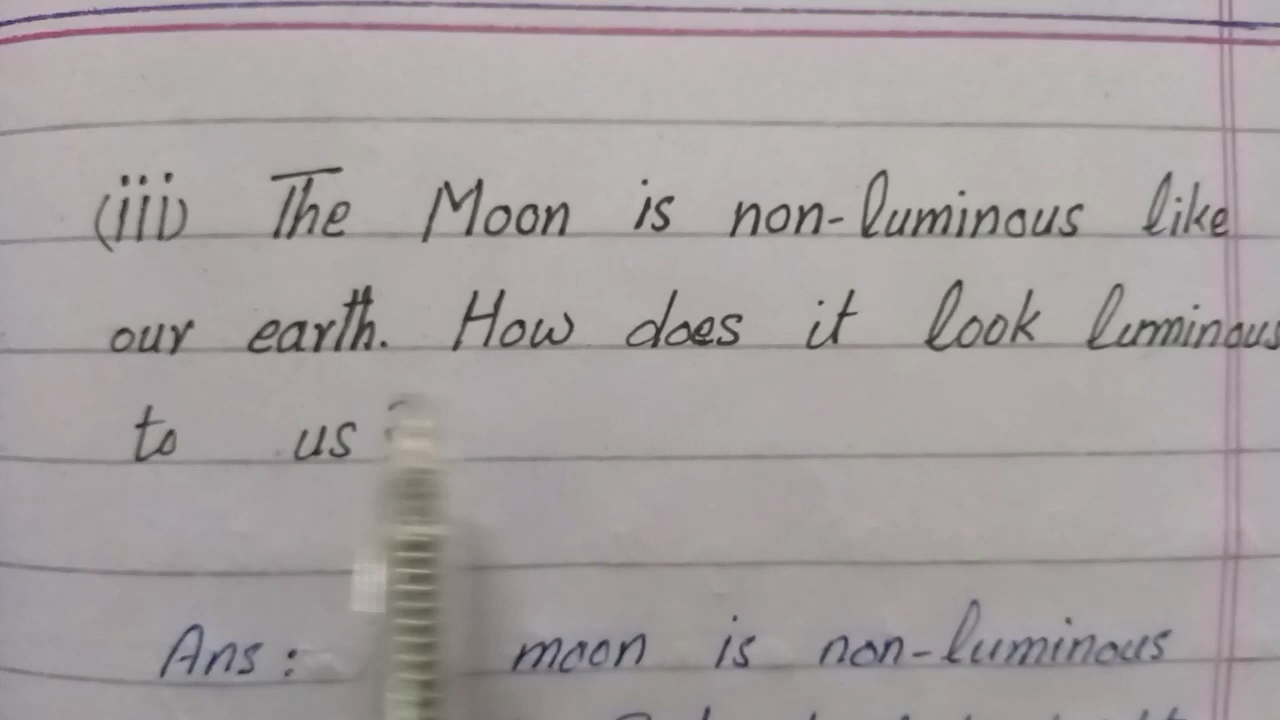 (iii) The Moon is non-luminous like
our earth. How does it look luminous
to us ?
Ans: moon is non-luminous